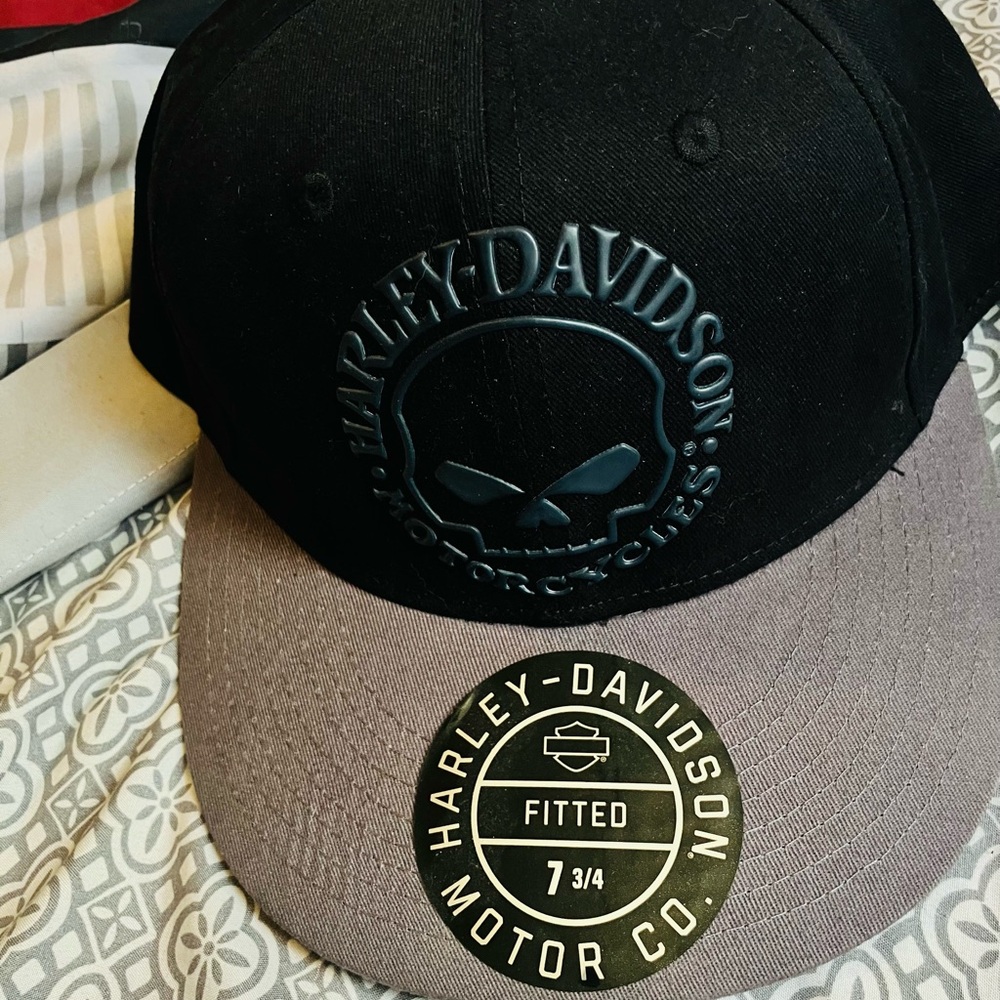 HARLEY-DAVIDSON
• MOTORCYCLES® •
HARLEY-DAVIDSON
FITTED
7 3/4
MOTOR CO.